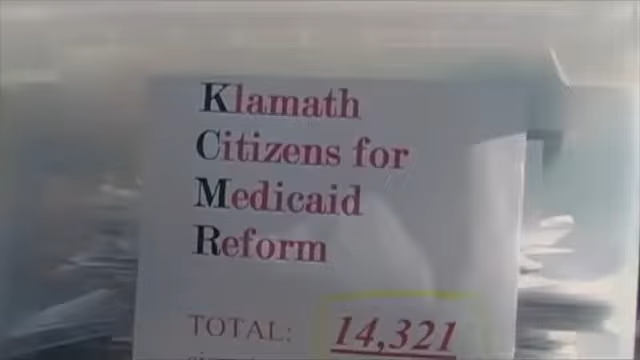 Klamath
Citizens for
Medicaid
Reform
TOTAL: 14,321